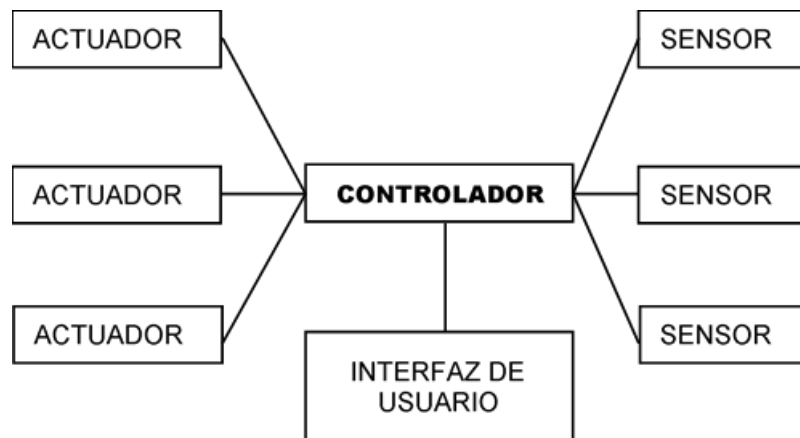 ACTUADOR
SENSOR
ACTUADOR
CONTROLADOR
SENSOR
ACTUADOR
SENSOR
INTERFAZ DE
USUARIO